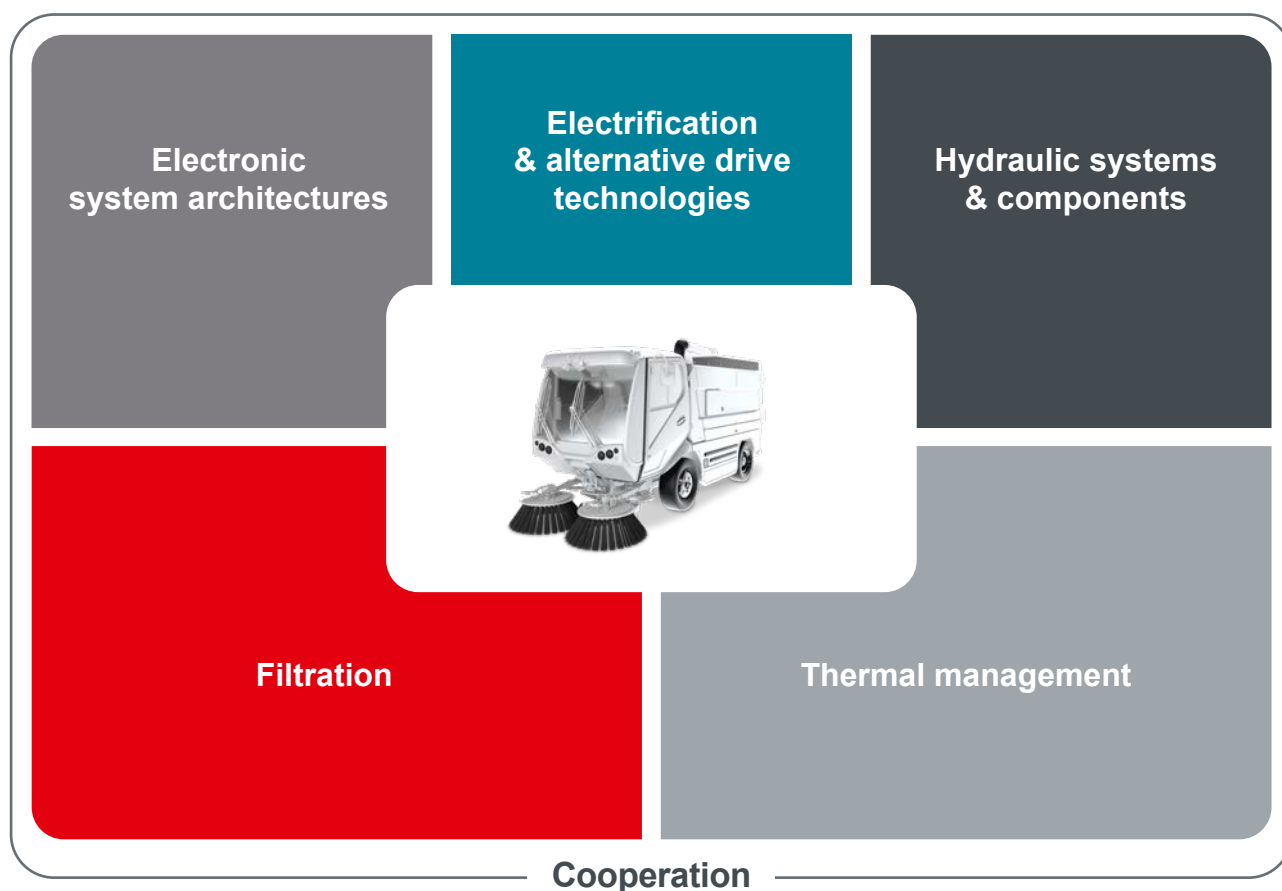 Electronic
system architectures
Electrification
& alternative drive
technologies
Hydraulic systems
& components
Filtration
Thermal management
Cooperation